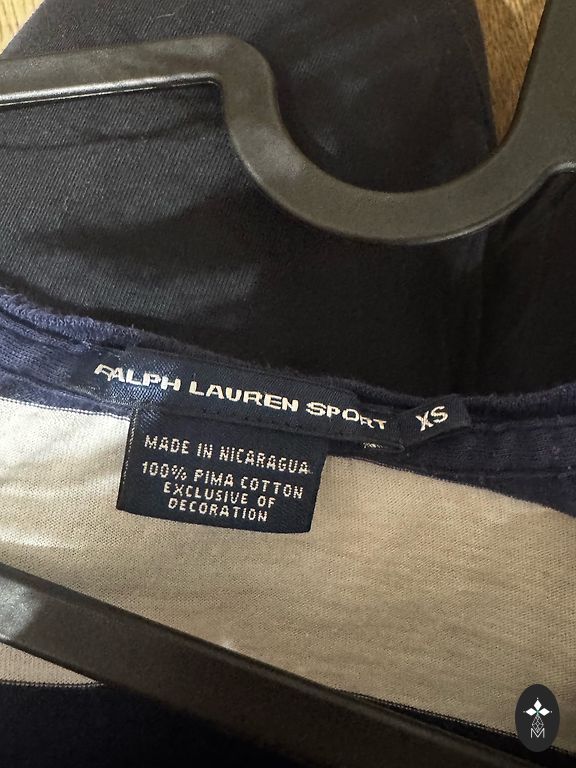 RALPH LAUREN SPORT
XS
MADE IN NICARAGUA
100% PIMA COTTON
EXCLUSIVE OF
DECORATION
M